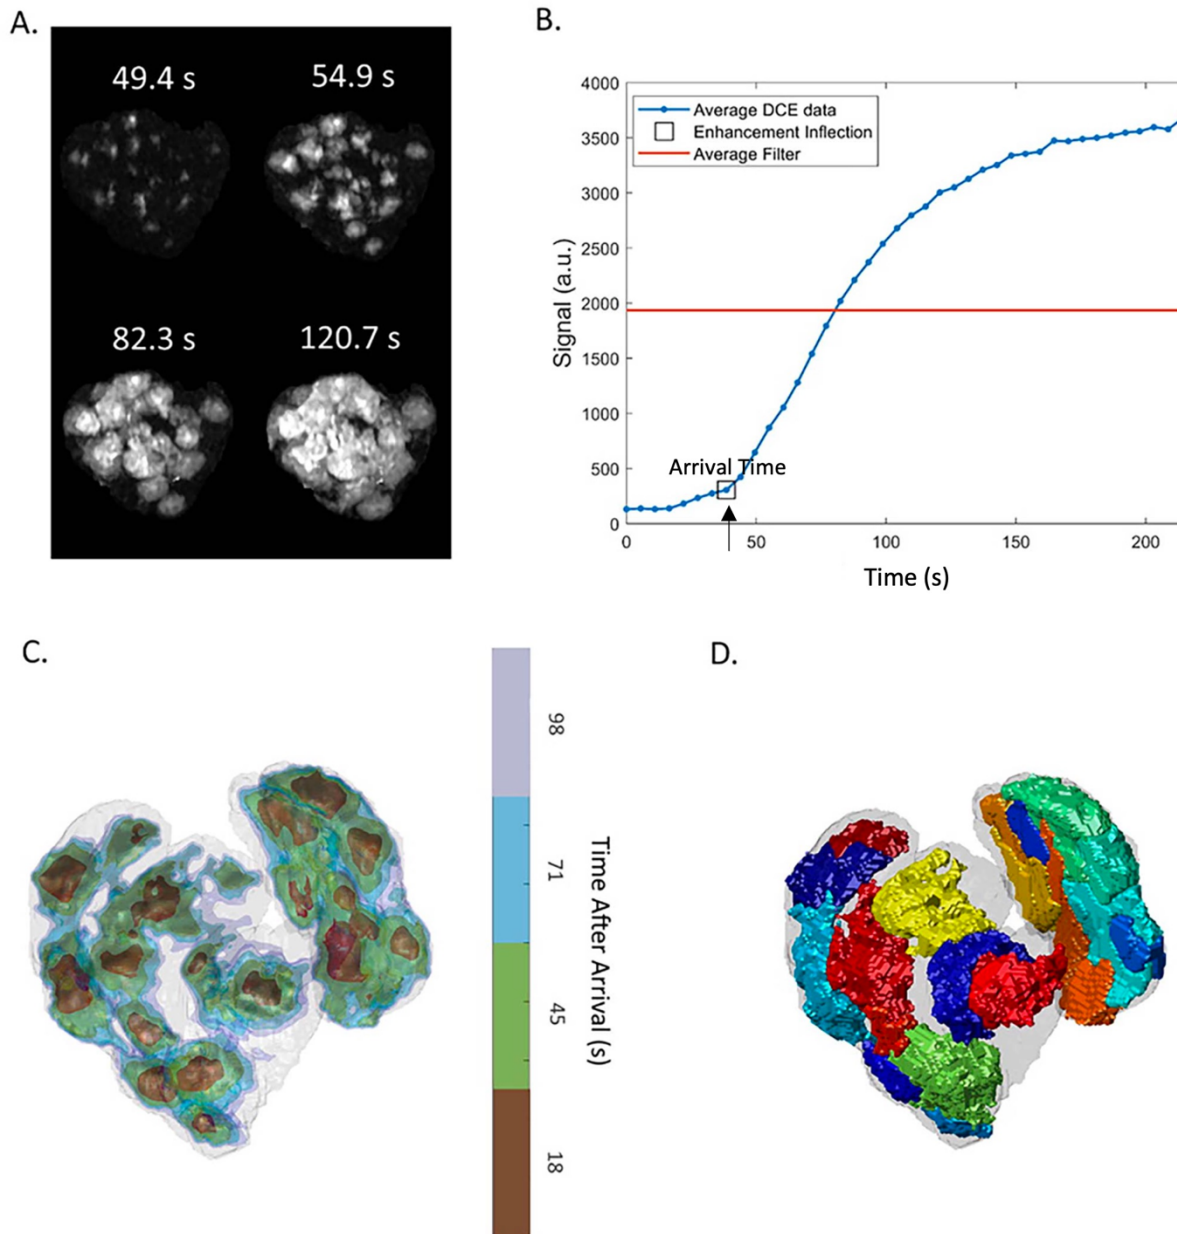 A.
49.4 s
54.9 s
82.3 s
120.7 s
B.
4000
3500
3000
2500
2000
1500
1000
500
0
Signal (a.u.)
Average DCE data
Enhancement Inflection
Average Filter
Arrival Time
0
50
100
150
200
Time (s)
C.
98
71
45
18
Time After Arrival (s)
D.